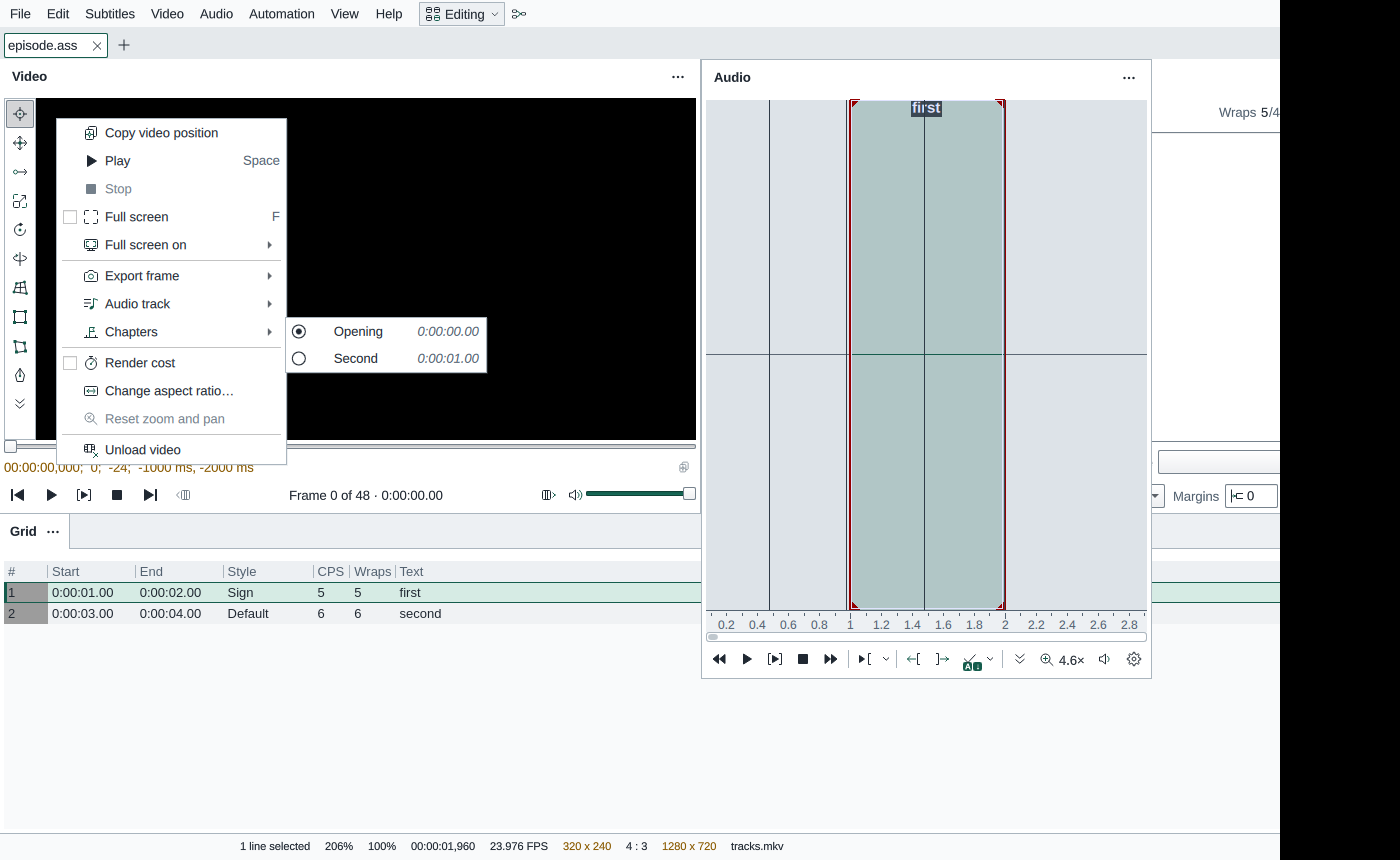 File Edit Subtitles Video Audio Automation View Help Editing
episode.ass
Video
Audio
Wraps 5/4
first
Copy video position
Play Space
Stop
Full screen F
Full screen on
Export frame
Audio track
Chapters
Opening 0:00:00.00
Second 0:00:01.00
Render cost
Change aspect ratio…
Reset zoom and pan
Unload video
00:00:00,000; 0; -24; -1000 ms, -2000 ms
Frame 0 of 48 · 0:00:00.00
Margins 0
Grid
# Start End Style CPS Wraps Text
1 0:00:01.00 0:00:02.00 Sign 5 5 first
2 0:00:03.00 0:00:04.00 Default 6 6 second
0.2 0.4 0.6 0.8 1 1.2 1.4 1.6 1.8 2 2.2 2.4 2.6 2.8
A 4.6×
1 line selected 206% 100% 00:00:01,960 23.976 FPS 320 x 240 4 : 3 1280 x 720 tracks.mkv